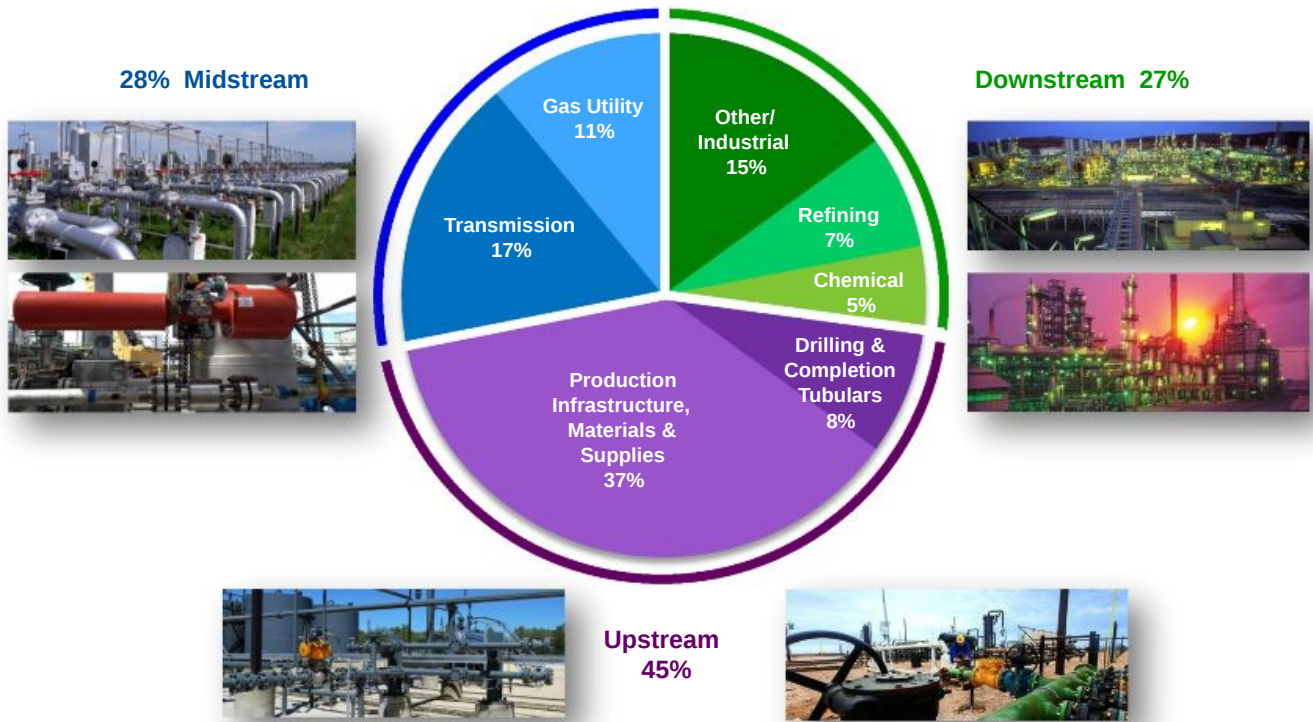 28% Midstream
Downstream 27%
Gas Utility
11%
Other/
Industrial
15%
Transmission
17%
Refining
7%
Chemical
5%
Drilling &
Completion
Tubulars
8%
Production
Infrastructure,
Materials &
Supplies
37%
Upstream
45%